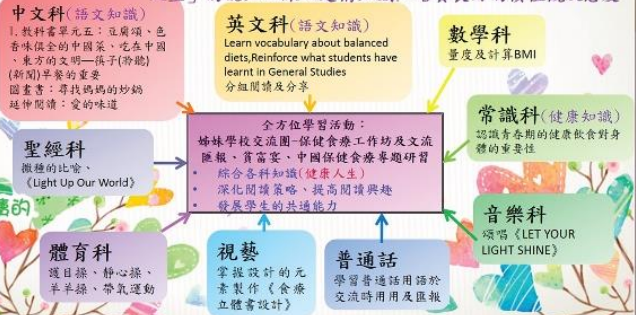 中文科(語文知識)
1. 教科書單元五：豆腐頌、色
香味俱全的中國菜、吃在中國
、東方的文明—筷子(聆聽)
(新聞)早餐的重要
圖畫書：尋找媽媽的妙鍋
延伸閱讀：愛的味道
英文科(語文知識)
Learn vocabulary about balanced
diets,Reinforce what students have
learnt in General Studies
分組閱讀及分享
數學科
量度及計算BMI
常識科(健康知識)
認識青春期的健康飲食對身
體的重要性
聖經科
撒種的比喻、
《Light Up Our World》
全方位學習活動：
姊妹學校交流團-保健食療工作坊及文流
匯報、貧富宴、中國保健食療專題研習
• 綜合各科知識(健康人生)
• 深化閱讀策略、提高閱讀興趣
• 發展學生的共通能力
音樂科
頌唱《LET YOUR
LIGHT SHINE》
體育科
護目操、靜心操、
羊羊操、帶氧運動
視藝
掌握設計的元
素製作《食療
立體書設計》
普通話
學習普通話用語於
交流時用用及匯報